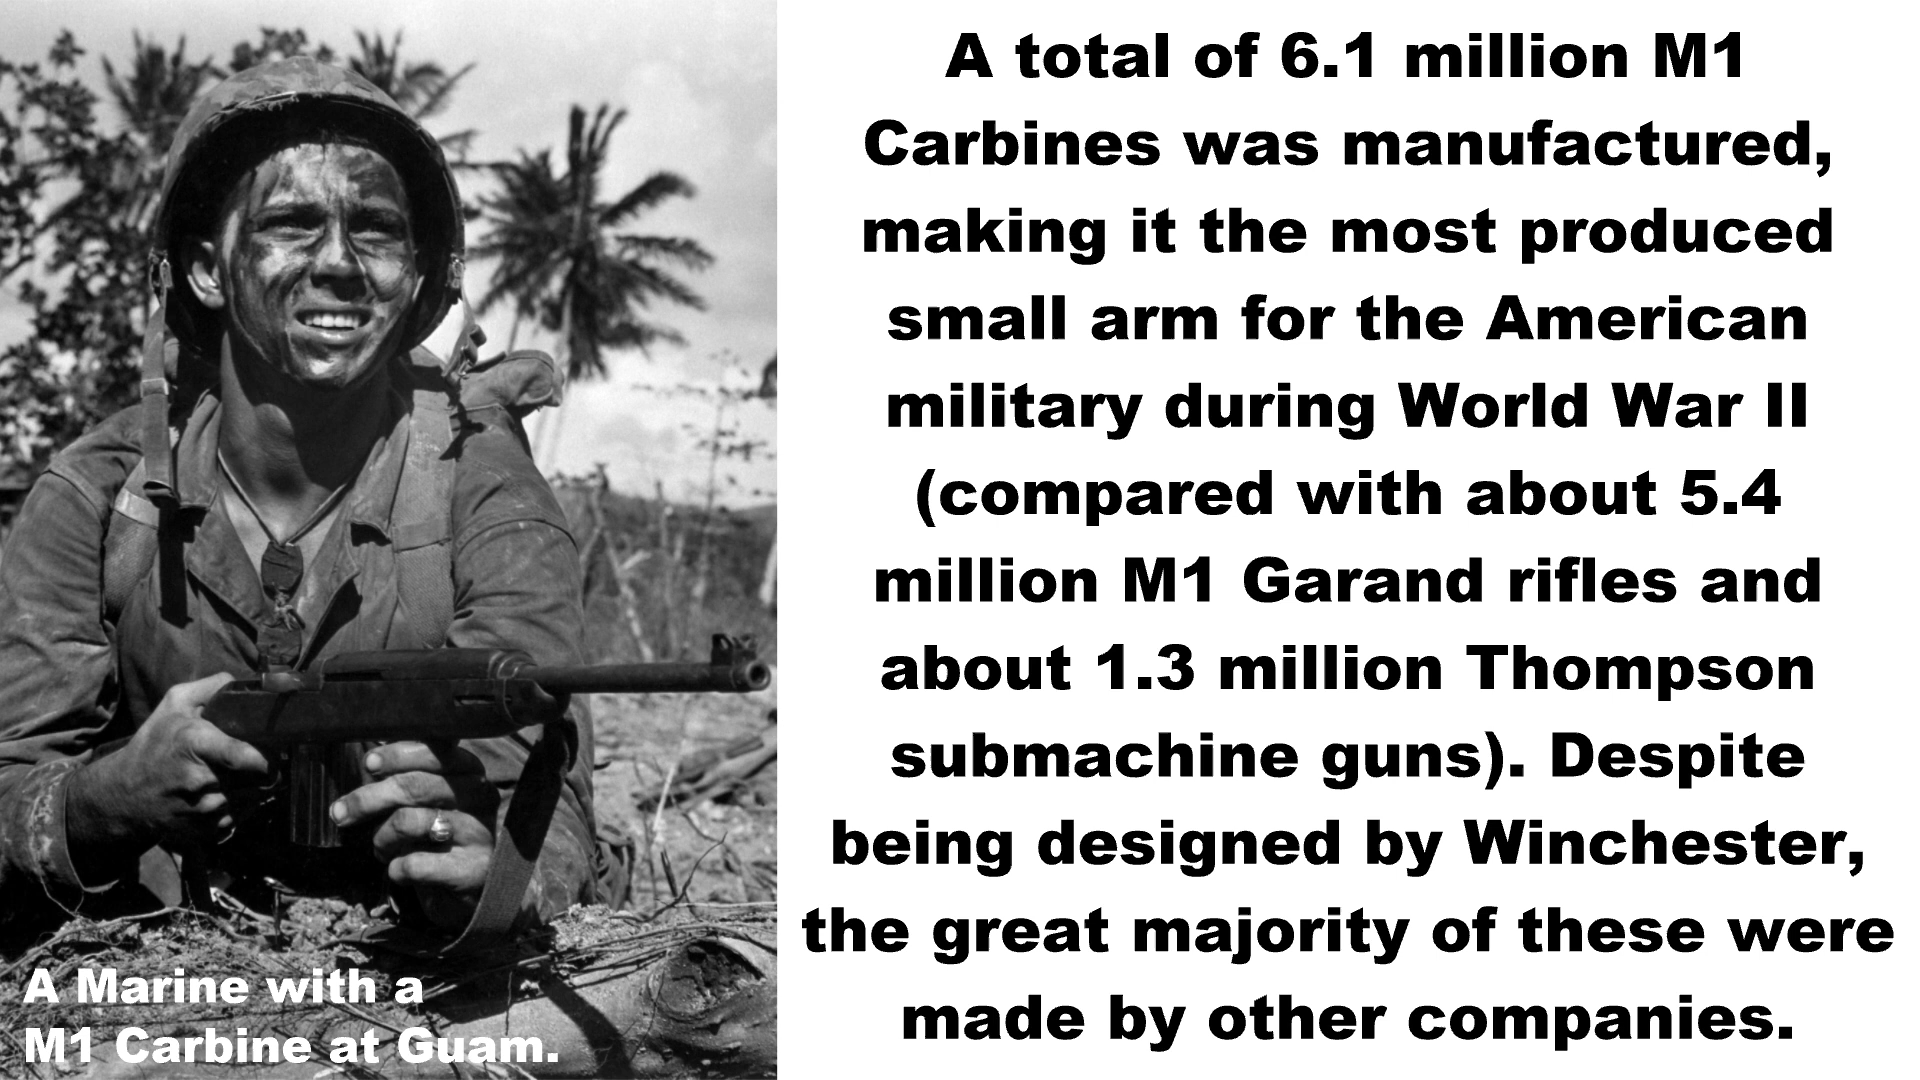 A total of 6.1 million M1
Carbines was manufactured,
making it the most produced
small arm for the American
military during World War II
(compared with about 5.4
million M1 Garand rifles and
about 1.3 million Thompson
submachine guns). Despite
being designed by Winchester,
the great majority of these were
made by other companies.
A Marine with a
M1 Carbine at Guam.